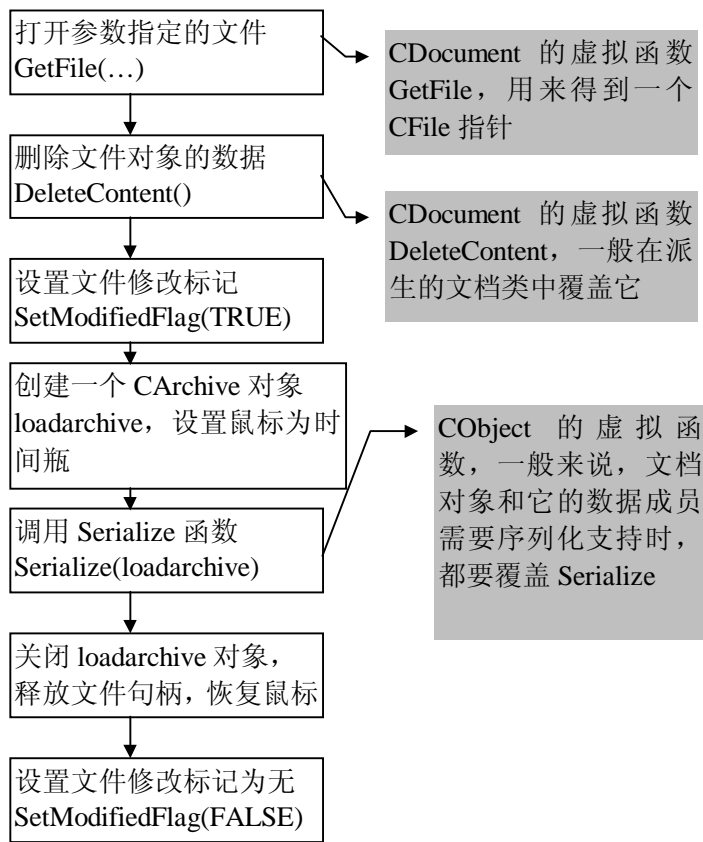 打开参数指定的文件
GetFile(…)
CDocument 的虚拟函数
GetFile，用来得到一个
CFile 指针
删除文件对象的数据
DeleteContent()
CDocument 的虚拟函数
DeleteContent，一般在派
生的文档类中覆盖它
设置文件修改标记
SetModifiedFlag(TRUE)
创建一个 CArchive 对象
loadarchive，设置鼠标为时
间瓶
CObject 的虚拟函
数，一般来说，文档
对象和它的数据成员
需要序列化支持时，
都要覆盖 Serialize
调用 Serialize 函数
Serialize(loadarchive)
关闭 loadarchive 对象，
释放文件句柄，恢复鼠标
设置文件修改标记为无
SetModifiedFlag(FALSE)